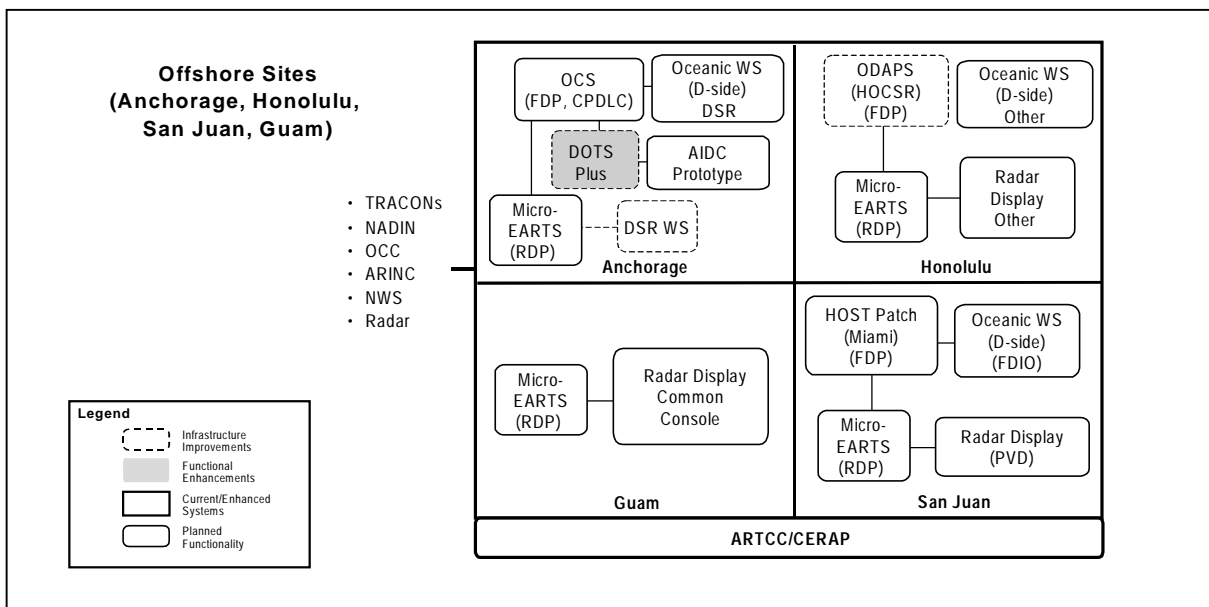 Offshore Sites
(Anchorage, Honolulu,
San Juan, Guam)
· TRACONs
· NADIN
· OCC
· ARINC
· NWS
· Radar
OCS
(FDP, CPDLC)
Oceanic WS
(D-side)
DSR
DOTS
Plus
AIDC
Prototype
Micro-
EARTS
(RDP)
DSR WS
Anchorage
ODAPS
(HOCSR)
(FDP)
Oceanic WS
(D-side)
Other
Micro-
EARTS
(RDP)
Radar
Display
Other
Honolulu
Micro-
EARTS
(RDP)
Radar Display
Common
Console
Guam
HOST Patch
(Miami)
(FDP)
Oceanic WS
(D-side)
(FDIO)
Micro-
EARTS
(RDP)
Radar Display
(PVD)
San Juan
ARTCC/CERAP
Legend
Infrastructure
Improvements
Functional
Enhancements
Current/Enhanced
Systems
Planned
Functionality